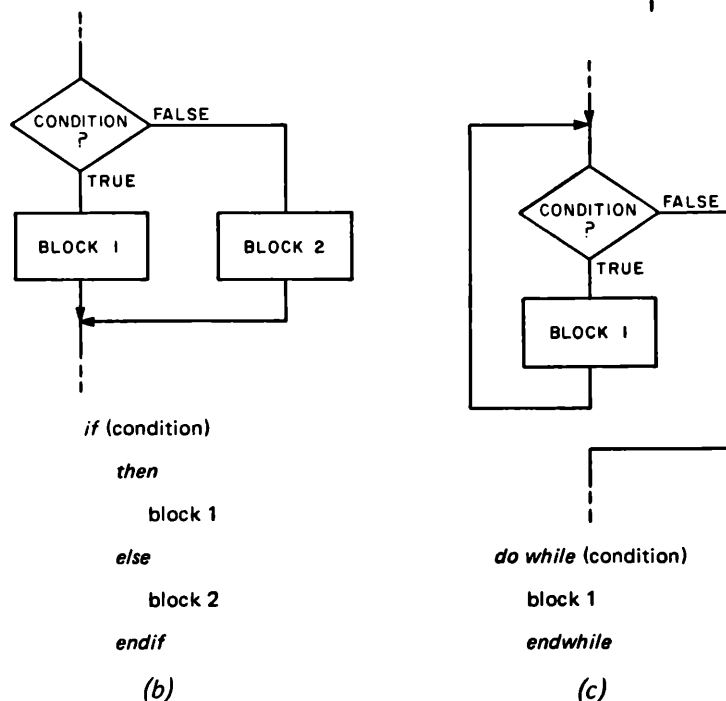 CONDITION
?
FALSE
TRUE
BLOCK 1
BLOCK 2
if (condition)
then
block 1
else
block 2
endif
(b)
CONDITION
?
FALSE
TRUE
BLOCK 1
do while (condition)
block 1
endwhile
(c)